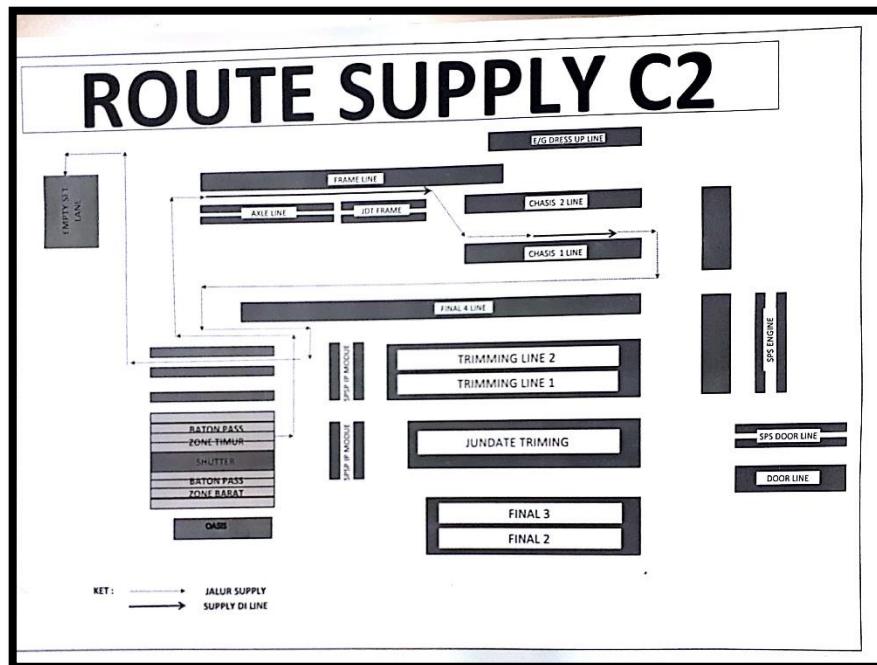 ROUTE SUPPLY C2
E/G DRESS UP LINE
FRAME LINE
EMPTY SET
LANE
AXLE LINE
JDT FRAME
CHASIS 2 LINE
CHASIS 1 LINE
FINAL 4 LINE
SPSP IP MODUE
TRIMMING LINE 2
TRIMMING LINE 1
SPS ENGINE
BATON PASS
ZONE TIMUR
SHUTTER
BATON PASS
ZONE BARAT
OASIS
SPSP IP MODUE
JUNDATE TRIMING
SPS DOOR LINE
DOOR LINE
FINAL 3
FINAL 2
KET :
JALUR SUPPLY
SUPPLY DI LINE